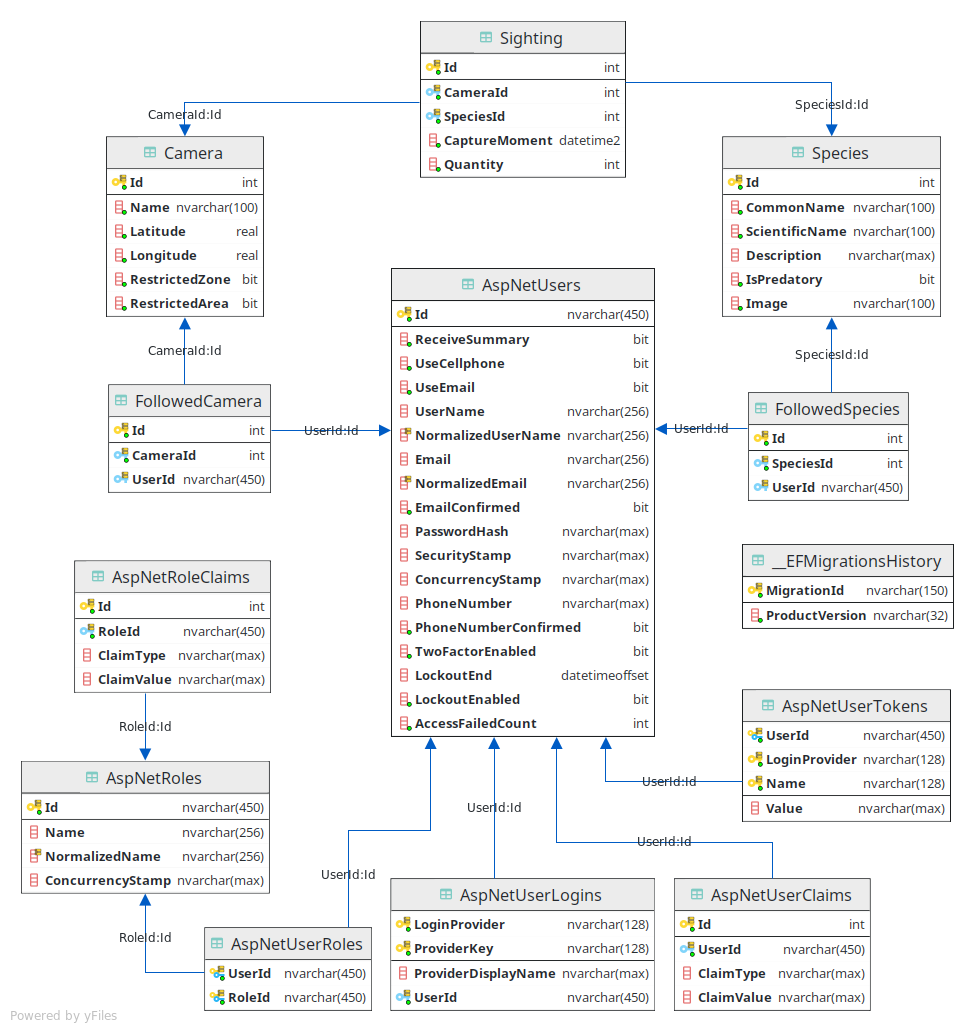 Sighting
Id int
CameraId int
SpeciesId int
CaptureMoment datetime2
Quantity int
CameraId:Id
SpeciesId:Id
Camera
Id int
Name nvarchar(100)
Latitude real
Longitude real
RestrictedZone bit
RestrictedArea bit
Species
Id int
CommonName nvarchar(100)
ScientificName nvarchar(100)
Description nvarchar(max)
IsPredatory bit
Image nvarchar(100)
AspNetUsers
Id nvarchar(450)
ReceiveSummary bit
UseCellphone bit
UseEmail bit
UserName nvarchar(256)
NormalizedUserName nvarchar(256)
Email nvarchar(256)
NormalizedEmail nvarchar(256)
EmailConfirmed bit
PasswordHash nvarchar(max)
SecurityStamp nvarchar(max)
ConcurrencyStamp nvarchar(max)
PhoneNumber nvarchar(max)
PhoneNumberConfirmed bit
TwoFactorEnabled bit
LockoutEnd datetimeoffset
LockoutEnabled bit
AccessFailedCount int
CameraId:Id
SpeciesId:Id
FollowedCamera
Id int
CameraId int
UserId nvarchar(450)
UserId:Id
UserId:Id
FollowedSpecies
Id int
SpeciesId int
UserId nvarchar(450)
__EFMigrationsHistory
MigrationId nvarchar(150)
ProductVersion nvarchar(32)
AspNetRoleClaims
Id int
RoleId nvarchar(450)
ClaimType nvarchar(max)
ClaimValue nvarchar(max)
RoleId:Id
AspNetUserTokens
UserId nvarchar(450)
LoginProvider nvarchar(128)
Name nvarchar(128)
Value nvarchar(max)
UserId:Id
AspNetRoles
Id nvarchar(450)
Name nvarchar(256)
NormalizedName nvarchar(256)
ConcurrencyStamp nvarchar(max)
UserId:Id
UserId:Id
UserId:Id
RoleId:Id
AspNetUserRoles
UserId nvarchar(450)
RoleId nvarchar(450)
AspNetUserLogins
LoginProvider nvarchar(128)
ProviderKey nvarchar(128)
ProviderDisplayName nvarchar(max)
UserId nvarchar(450)
AspNetUserClaims
Id int
UserId nvarchar(450)
ClaimType nvarchar(max)
ClaimValue nvarchar(max)
Powered by yFiles